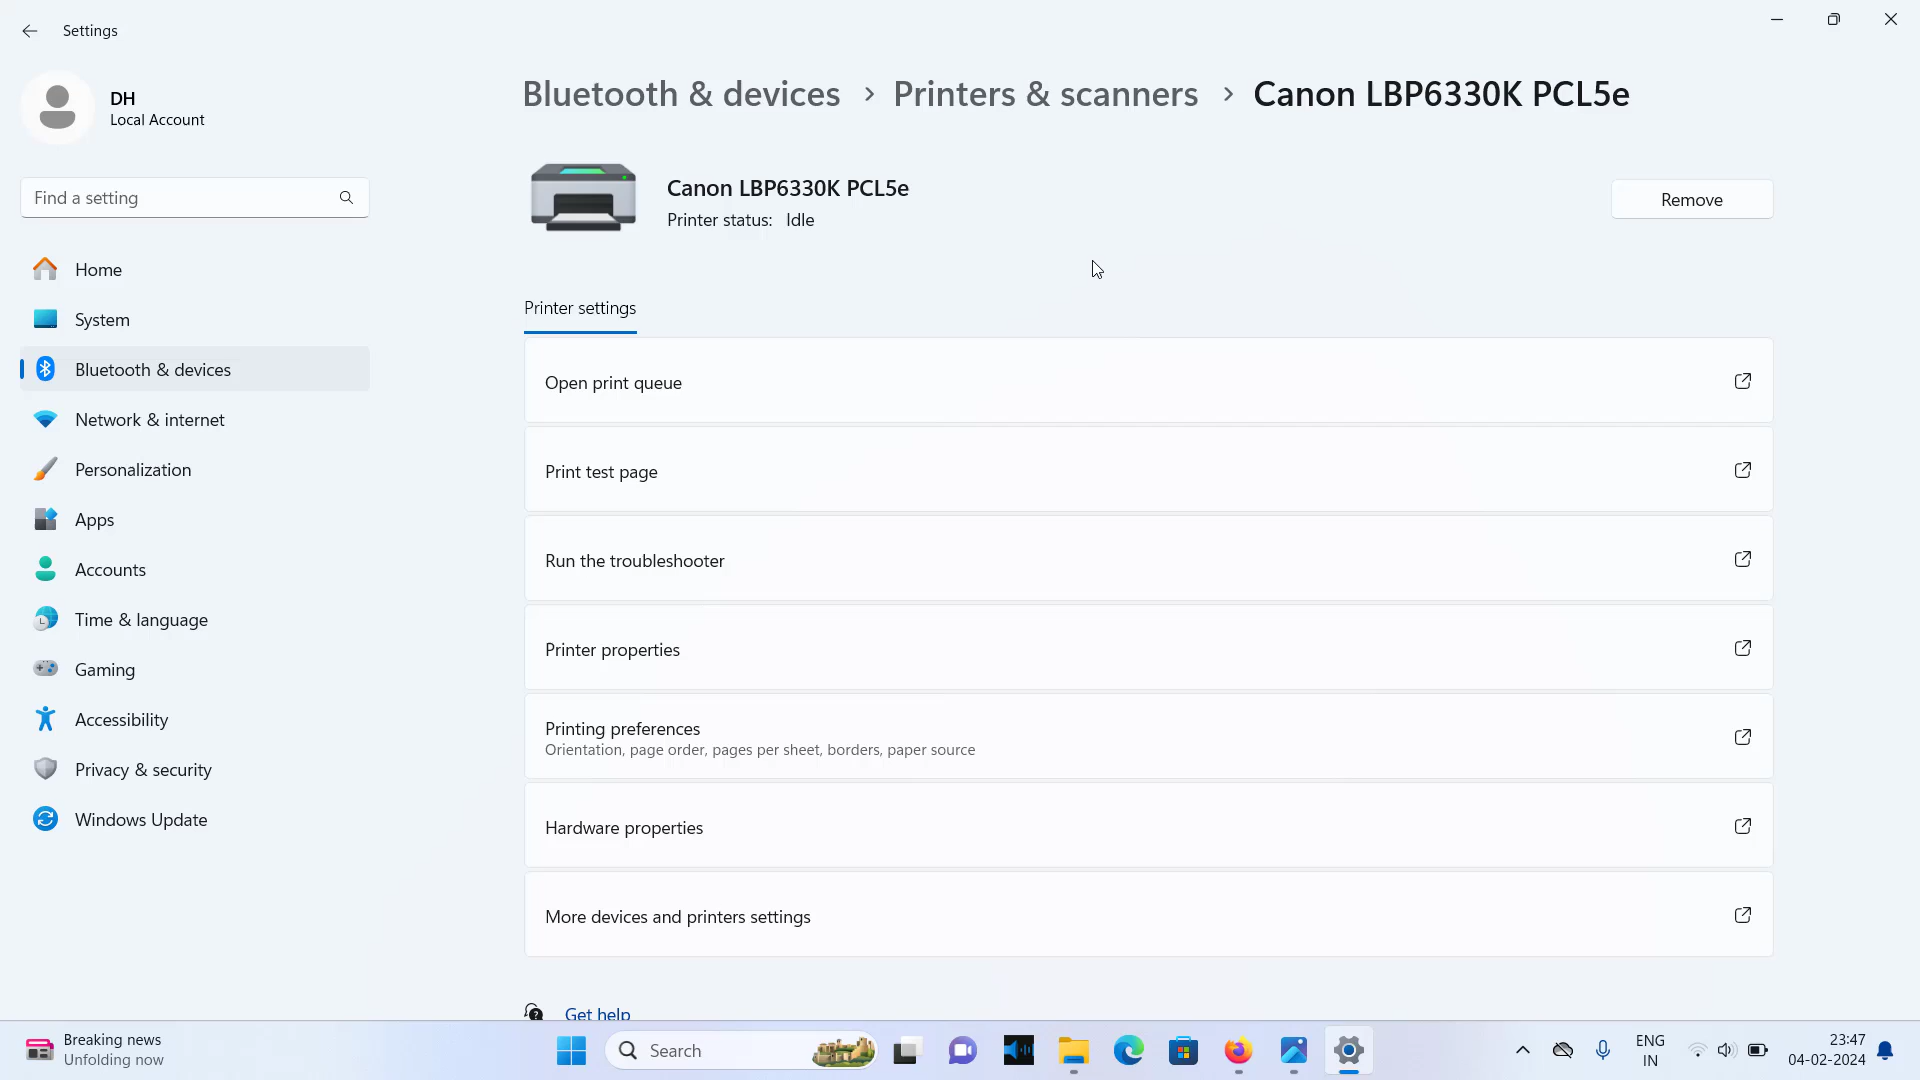 Settings
DH
Local Account
Find a setting
Home
System
Bluetooth & devices
Network & internet
Personalization
Apps
Accounts
Time & language
Gaming
Accessibility
Privacy & security
Windows Update
Bluetooth & devices > Printers & scanners > Canon LBP6330K PCL5e
Canon LBP6330K PCL5e
Printer status: Idle
Remove
Printer settings
Open print queue
Print test page
Run the troubleshooter
Printer properties
Printing preferences
Orientation, page order, pages per sheet, borders, paper source
Hardware properties
More devices and printers settings
Get help
Breaking news
Unfolding now
Search
ENG
IN
23:47
04-02-2024